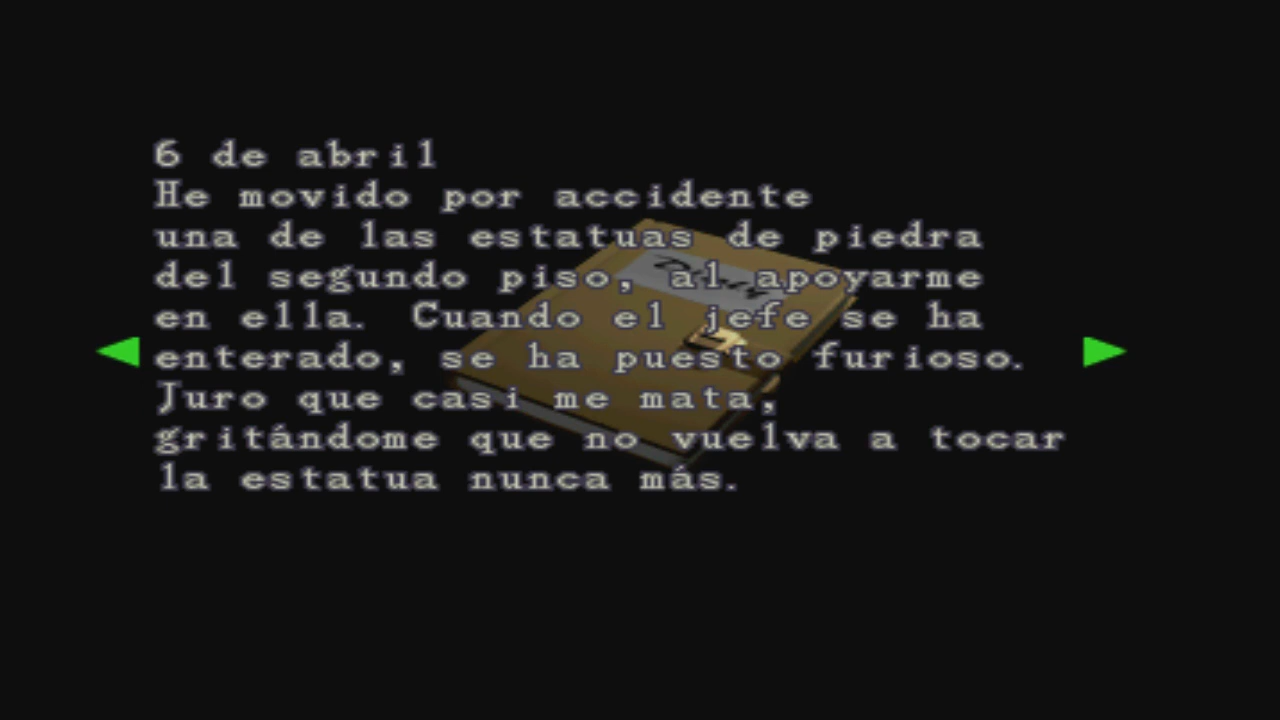 6 de abril
He movido por accidente
una de las estatuas de piedra
del segundo piso, al apoyarme
en ella. Cuando el jefe se ha
enterado, se ha puesto furioso.
Juro que casi me mata,
gritándome que no vuelva a tocar
la estatua nunca más.